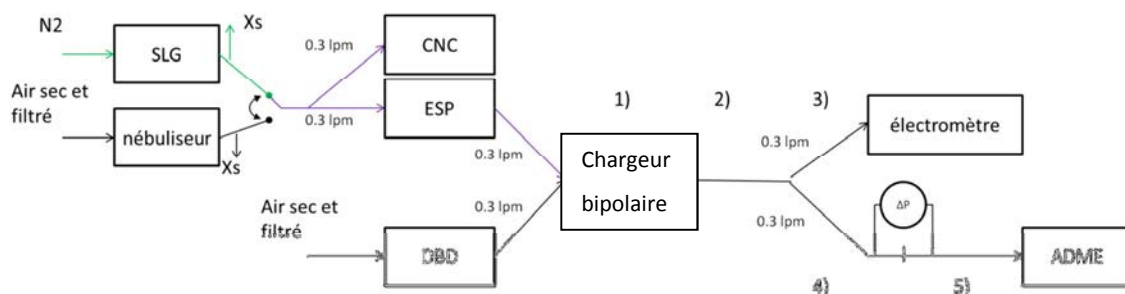 N2
SLG
Xs
Air sec et
filtré
nébuliseur
Xs
0.3 lpm
0.3 lpm
CNC
ESP
0.3 lpm
Air sec et
filtré
DBD
0.3 lpm
Chargeur
bipolaire
1)
2)
3)
0.3 lpm
électromètre
0.3 lpm
ΔP
4)
5)
ADME